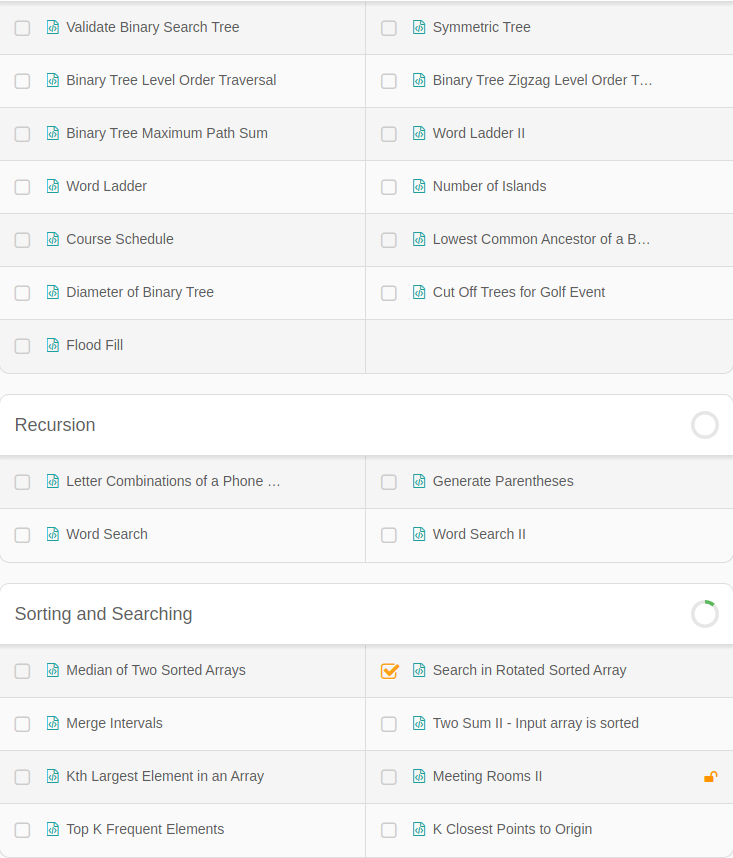 Validate Binary Search Tree
Symmetric Tree
Binary Tree Level Order Traversal
Binary Tree Zigzag Level Order T…
Binary Tree Maximum Path Sum
Word Ladder II
Word Ladder
Number of Islands
Course Schedule
Lowest Common Ancestor of a B…
Diameter of Binary Tree
Cut Off Trees for Golf Event
Flood Fill
Recursion
Letter Combinations of a Phone …
Generate Parentheses
Word Search
Word Search II
Sorting and Searching
Median of Two Sorted Arrays
Search in Rotated Sorted Array
Merge Intervals
Two Sum II - Input array is sorted
Kth Largest Element in an Array
Meeting Rooms II
Top K Frequent Elements
K Closest Points to Origin